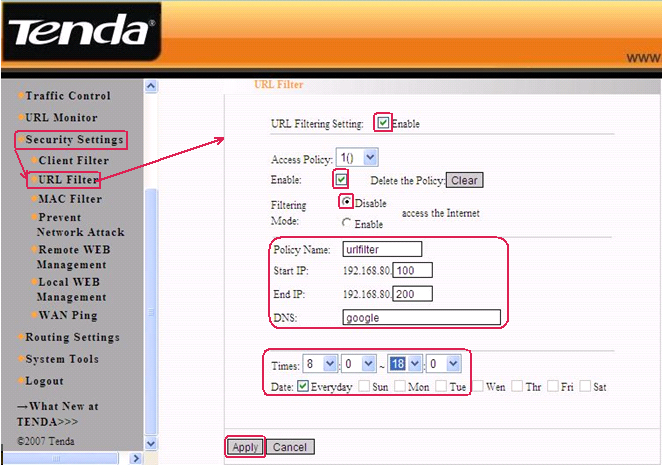 Tenda®
www
Traffic Control
URL Monitor
Security Settings
Client Filter
URL Filter
MAC Filter
Prevent
Network Attack
Remote WEB
Management
Local WEB
Management
WAN Ping
Routing Settings
System Tools
Logout
→What New at
TENDA>>>
©2007 Tenda
URL Filter
URL Filtering Setting: Enable
Access Policy: 1()
Enable: Delete the Policy: Clear
Filtering Mode: Disable
Enable
access the Internet
Policy Name: urlfilter
Start IP: 192.168.80. 100
End IP: 192.168.80. 200
DNS: google
Times: 8 : 0 ~ 18 : 0
Date: Everyday Sun Mon Tue Wen Thr Fri Sat
Apply Cancel